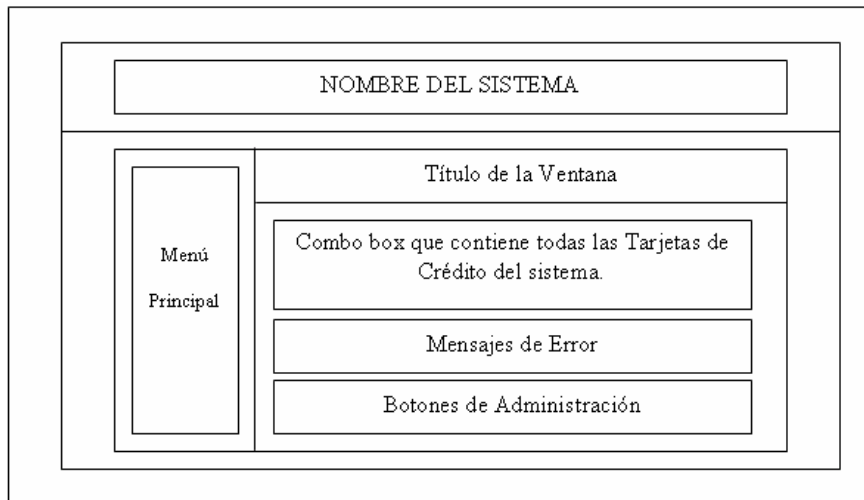 NOMBRE DEL SISTEMA
Título de la Ventana
Menú
Principal
Combo box que contiene todas las Tarjetas de
Crédito del sistema.
Mensajes de Error
Botones de Administración